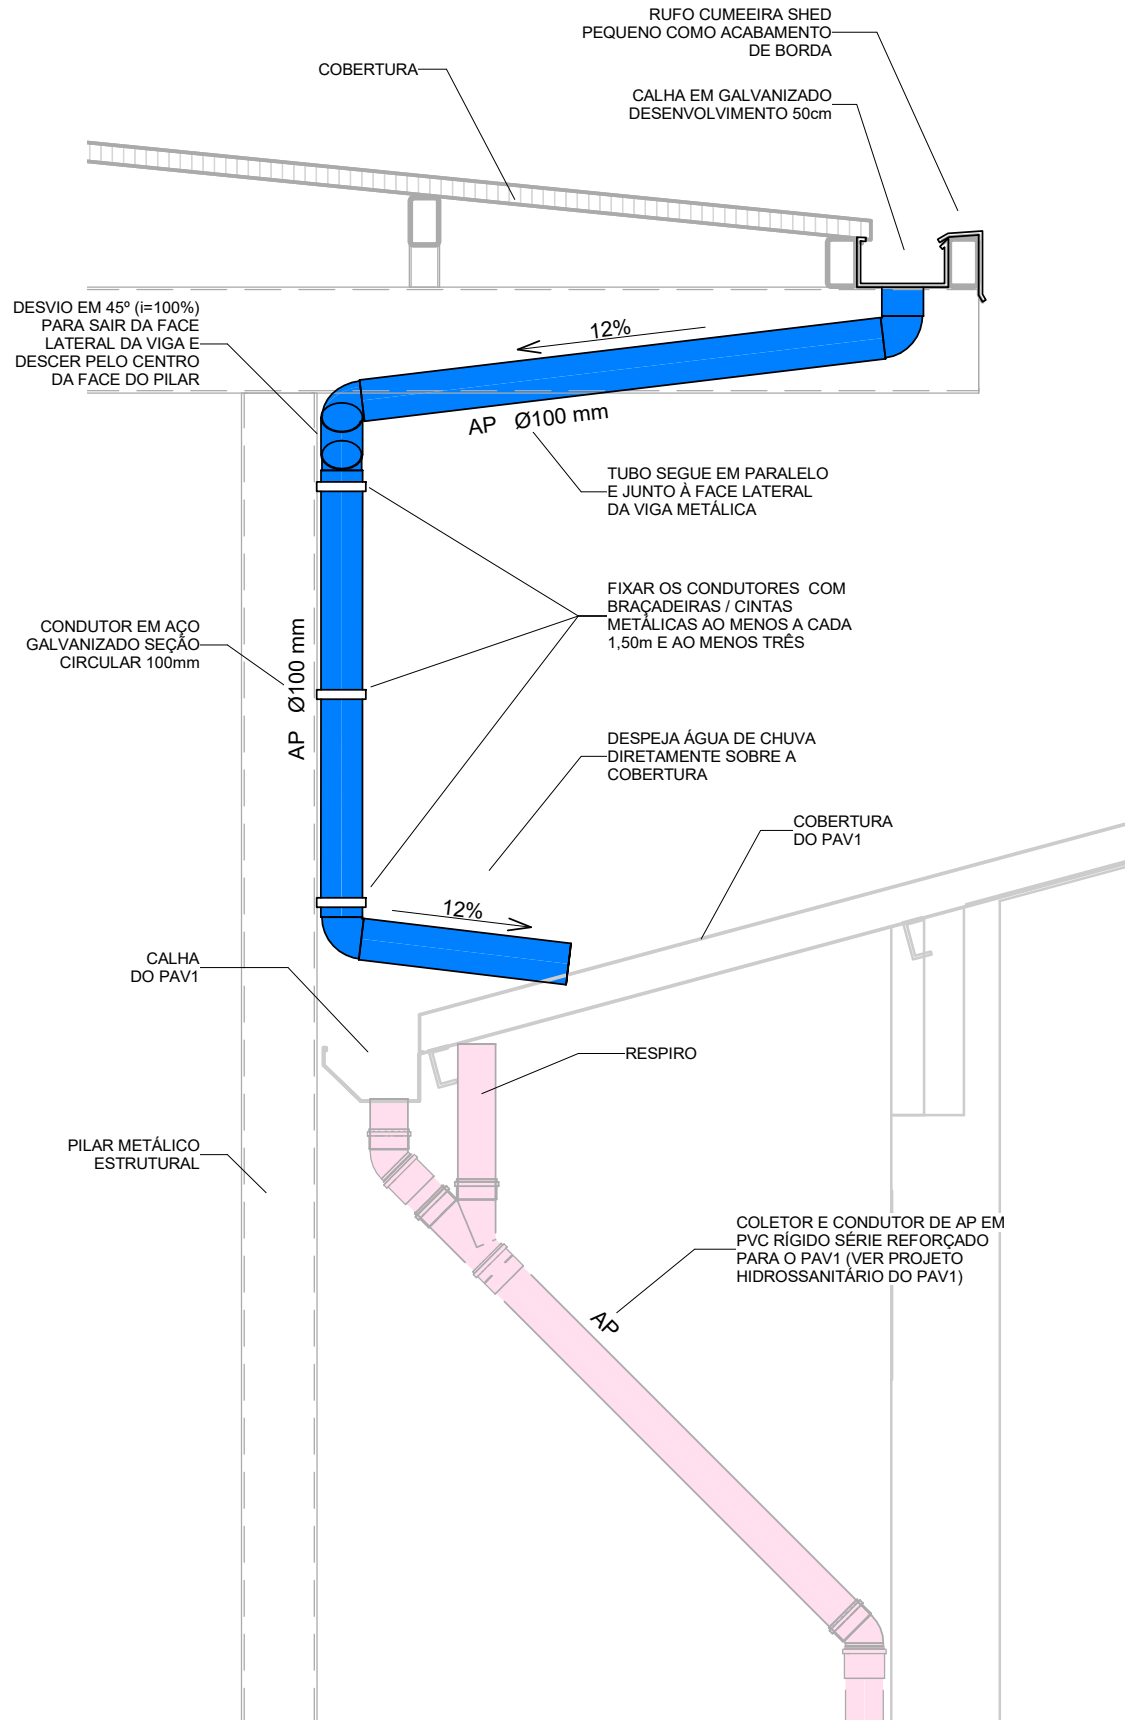 RUFO CUMEEIRA SHED
PEQUENO COMO ACABAMENTO
DE BORDA
COBERTURA
CALHA EM GALVANIZADO
DESENVOLVIMENTO 50cm
DESVIO EM 45º (i=100%)
PARA SAIR DA FACE
LATERAL DA VIGA E
DESCER PELO CENTRO
DA FACE DO PILAR
12%
AP Ø100 mm
TUBO SEGUE EM PARALELO
E JUNTO À FACE LATERAL
DA VIGA METÁLICA
FIXAR OS CONDUTORES COM
BRAÇADEIRAS / CINTAS
METÁLICAS AO MENOS A CADA
1,50m E AO MENOS TRÊS
CONDUTOR EM AÇO
GALVANIZADO SEÇÃO
CIRCULAR 100mm
AP Ø100 mm
DESPEJA ÁGUA DE CHUVA
DIRETAMENTE SOBRE A
COBERTURA
COBERTURA
DO PAV1
12%
CALHA
DO PAV1
RESPIRO
PILAR METÁLICO
ESTRUTURAL
COLETOR E CONDUTOR DE AP EM
PVC RÍGIDO SÉRIE REFORÇADO
PARA O PAV1 (VER PROJETO
HIDROSSANITÁRIO DO PAV1)
AP